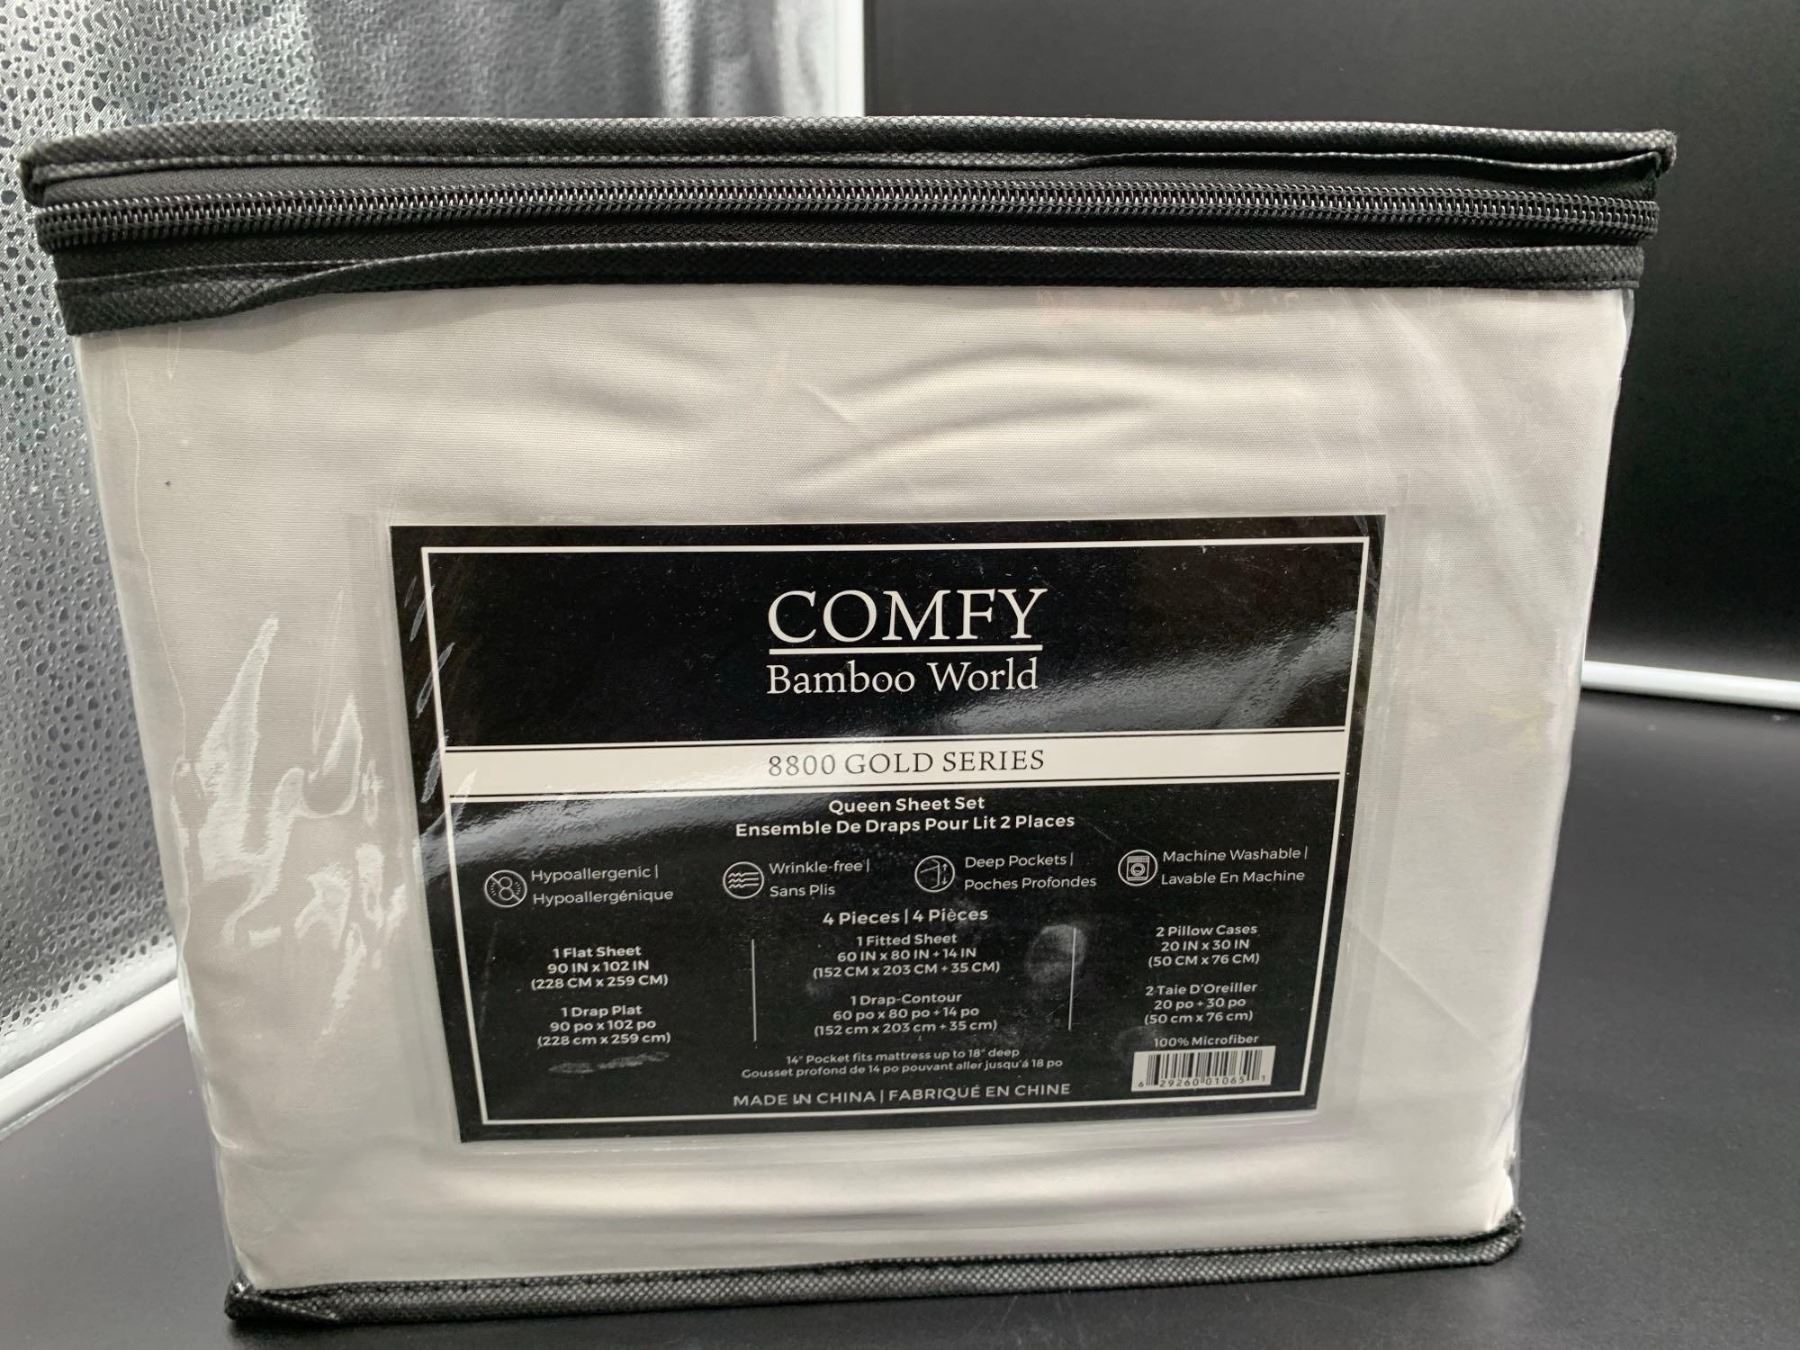 COMFY
Bamboo World
8800 GOLD SERIES
Queen Sheet Set
Ensemble De Draps Pour Lit 2 Places
Hypoallergenic |
Hypoallergénique
Wrinkle-free |
Sans Plis
Deep Pockets |
Poches Profondes
Machine Washable |
Lavable En Machine
4 Pieces | 4 Pièces
1 Flat Sheet
90 IN x 102 IN
(228 CM x 259 CM)
1 Drap Plat
90 po x 102 po
(228 cm x 259 cm)
1 Fitted Sheet
60 IN x 80 IN + 14 IN
(152 CM x 203 CM + 35 CM)
1 Drap-Contour
60 po x 80 po + 14 po
(152 cm x 203 cm + 35 cm)
2 Pillow Cases
20 IN x 30 IN
(50 CM x 76 CM)
2 Taie D'Oreiller
20 po + 30 po
(50 cm x 76 cm)
14" Pocket fits mattress up to 18" deep
Gousset profond de 14 po pouvant aller jusqu'á 18 po
MADE IN CHINA | FABRIQUÉ EN CHINE
100% Microfiber
6 29260 01065 1